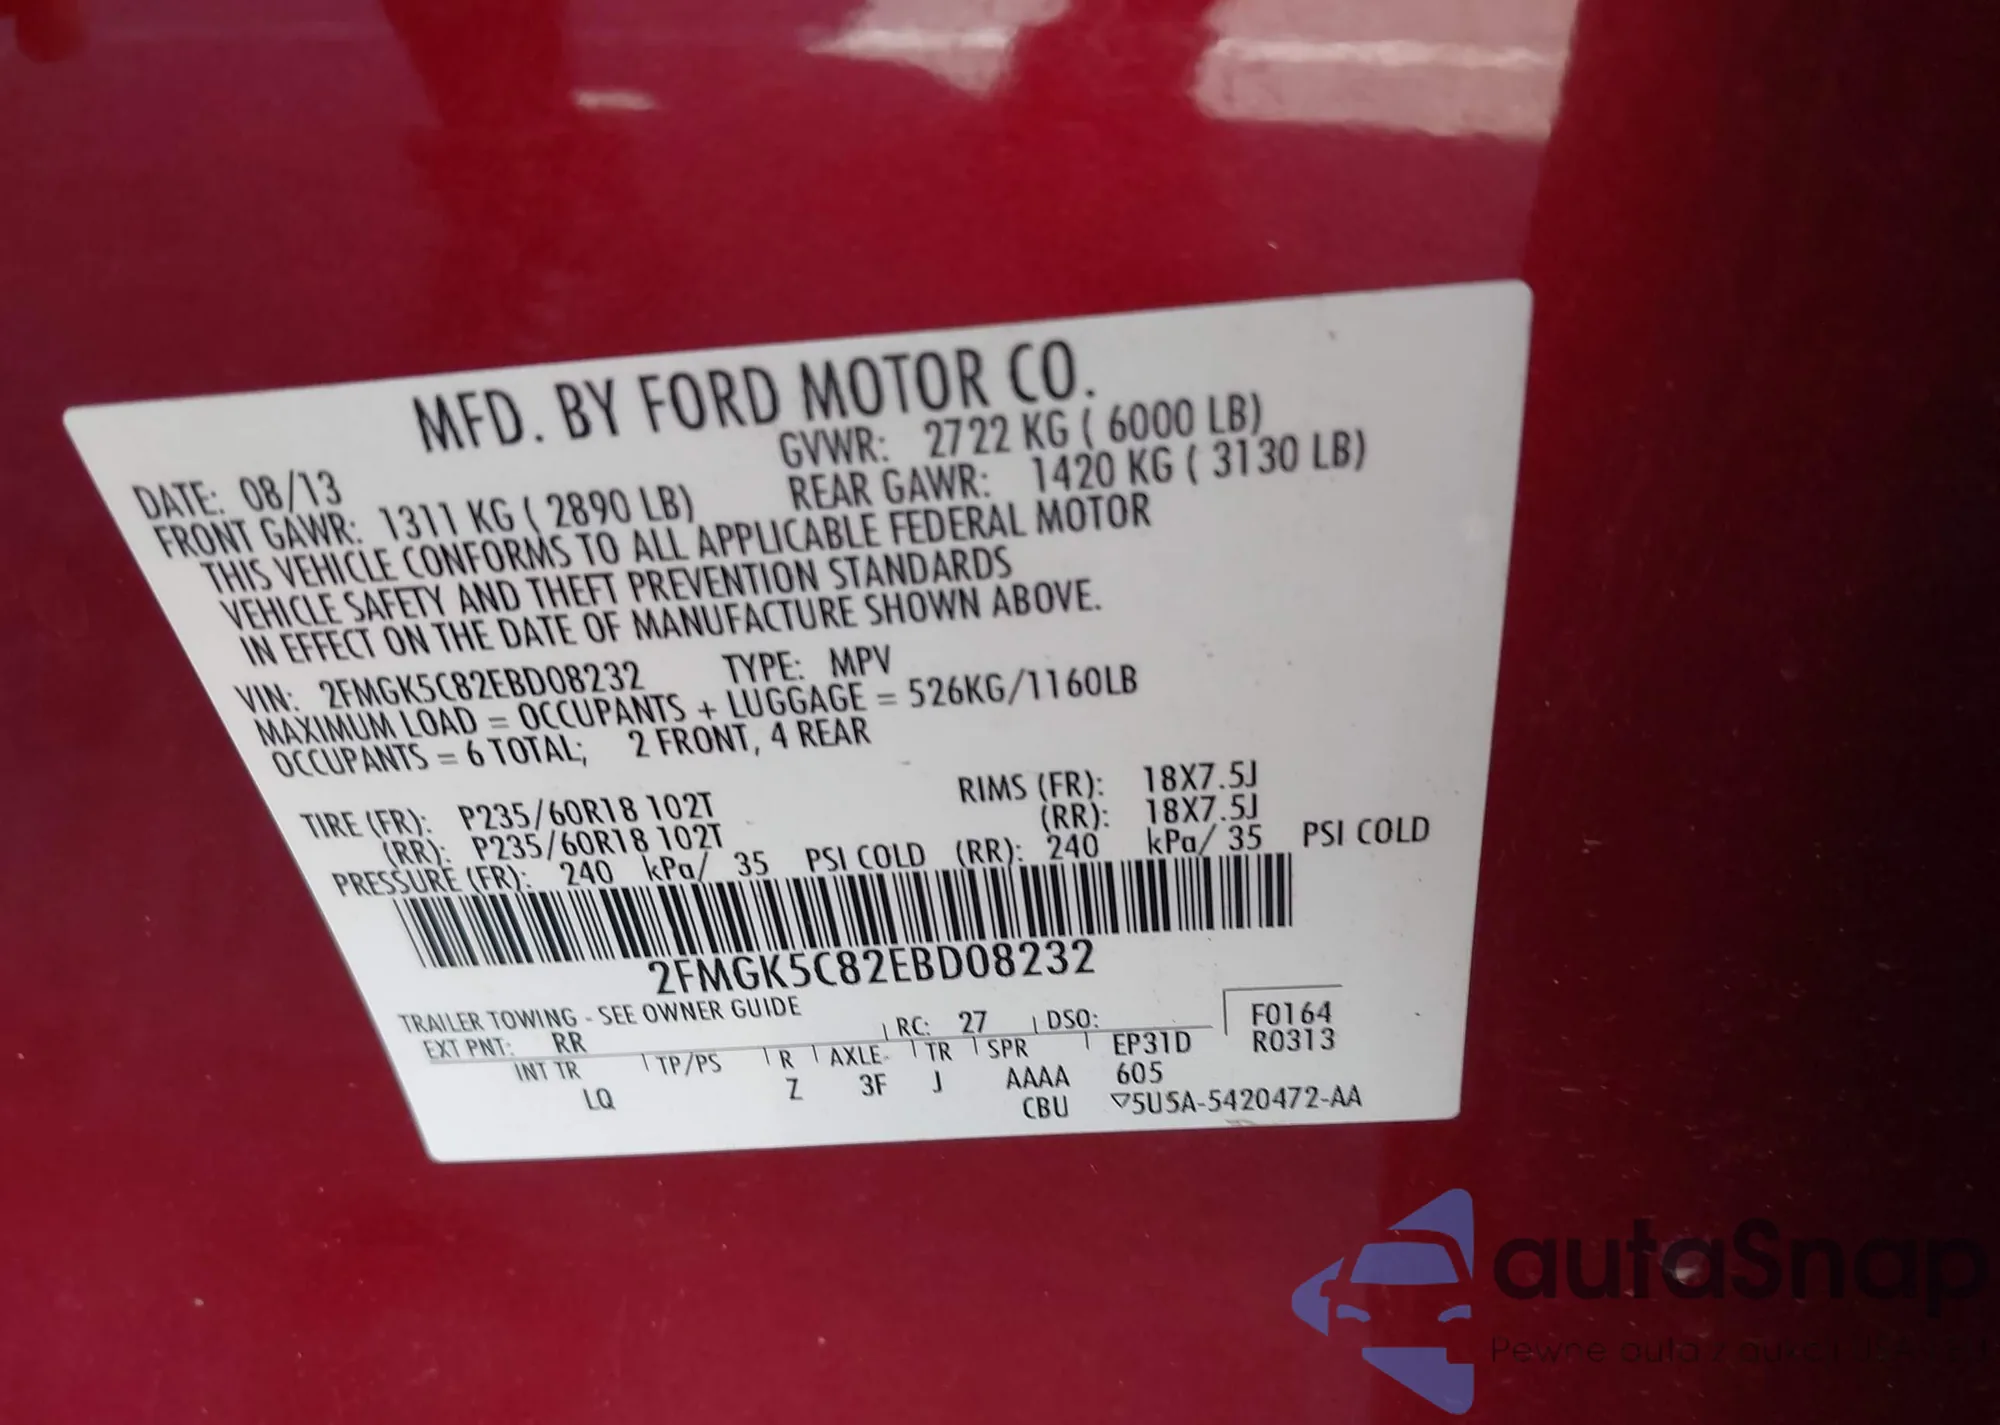 MFD. BY FORD MOTOR CO.
DATE: 08/13 GVWR: 2722 KG ( 6000 LB)
FRONT GAWR: 1311 KG ( 2890 LB) REAR GAWR: 1420 KG ( 3130 LB)
THIS VEHICLE CONFORMS TO ALL APPLICABLE FEDERAL MOTOR
VEHICLE SAFETY AND THEFT PREVENTION STANDARDS
IN EFFECT ON THE DATE OF MANUFACTURE SHOWN ABOVE.
VIN: 2FMGK5C82EBD08232 TYPE: MPV
MAXIMUM LOAD = OCCUPANTS + LUGGAGE = 526KG/1160LB
OCCUPANTS = 6 TOTAL; 2 FRONT, 4 REAR
TIRE (FR): P235/60R18 102T RIMS (FR): 18X7.5J
(RR): P235/60R18 102T (RR): 18X7.5J
PRESSURE (FR): 240 kPa/ 35 PSI COLD (RR): 240 kPa/ 35 PSI COLD
2FMGK5C82EBD08232
TRAILER TOWING - SEE OWNER GUIDE
EXT PNT: RR RC: 27 DSO: F0164
INT TR TP/PS R AXLE TR SPR EP31D R0313
LQ Z 3F J AAAA 605
CBU ▽5U5A-5420472-AA
autaSnap
Pewne auta z